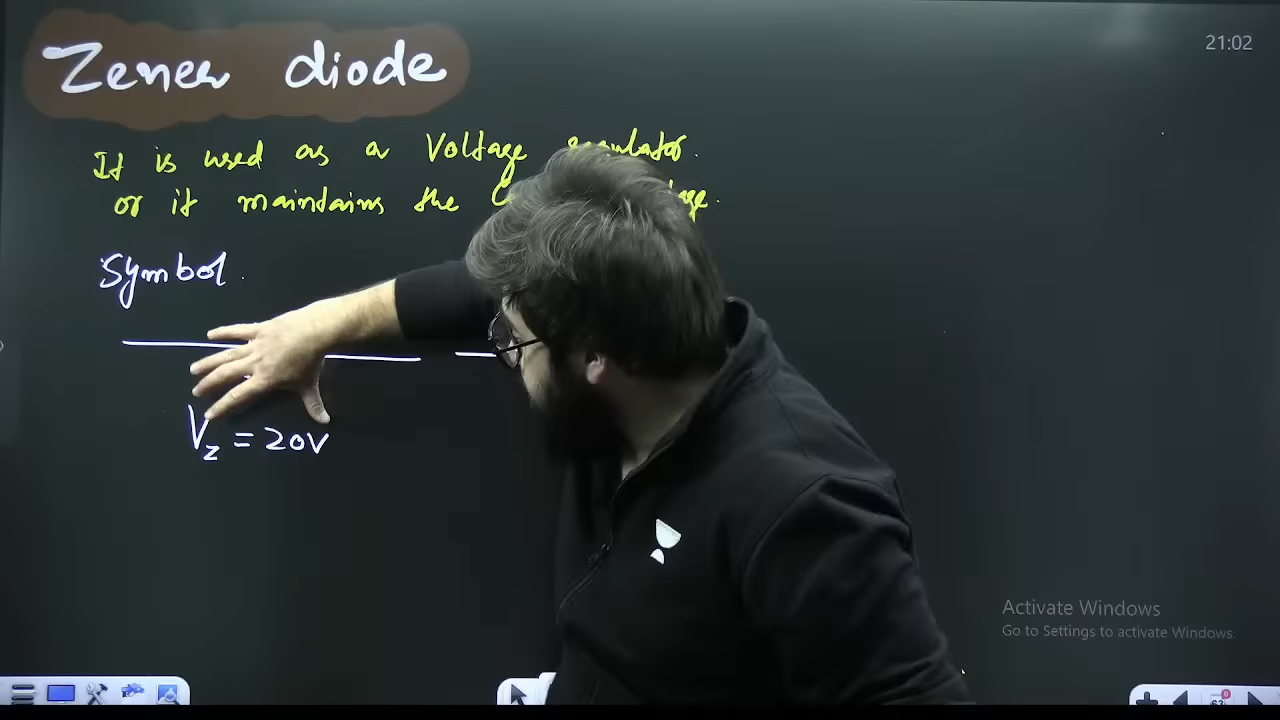 Zener diode
21:02
It is used as a Voltage
or it maintains the
Symbol.
Vz = 20V
Activate Windows
Go to Settings to activate Windows.